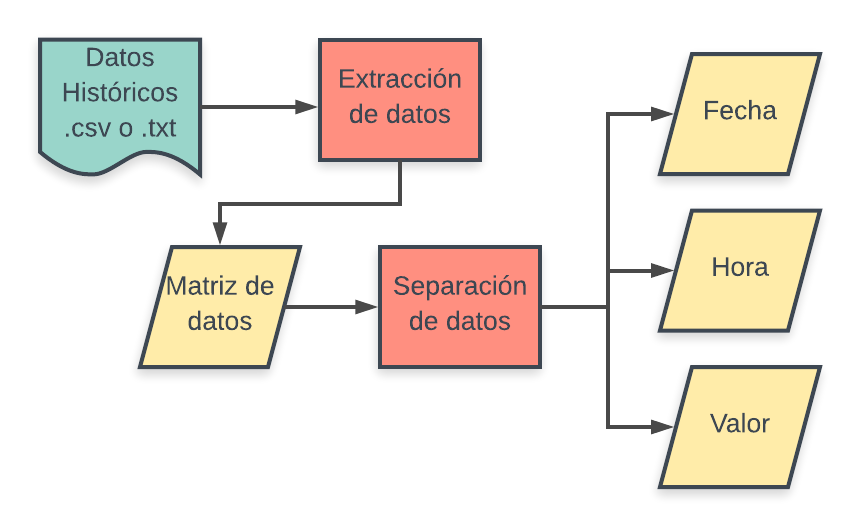 Datos
Históricos
.csv o .txt
Extracción
de datos
Matriz de
datos
Separación
de datos
Fecha
Hora
Valor